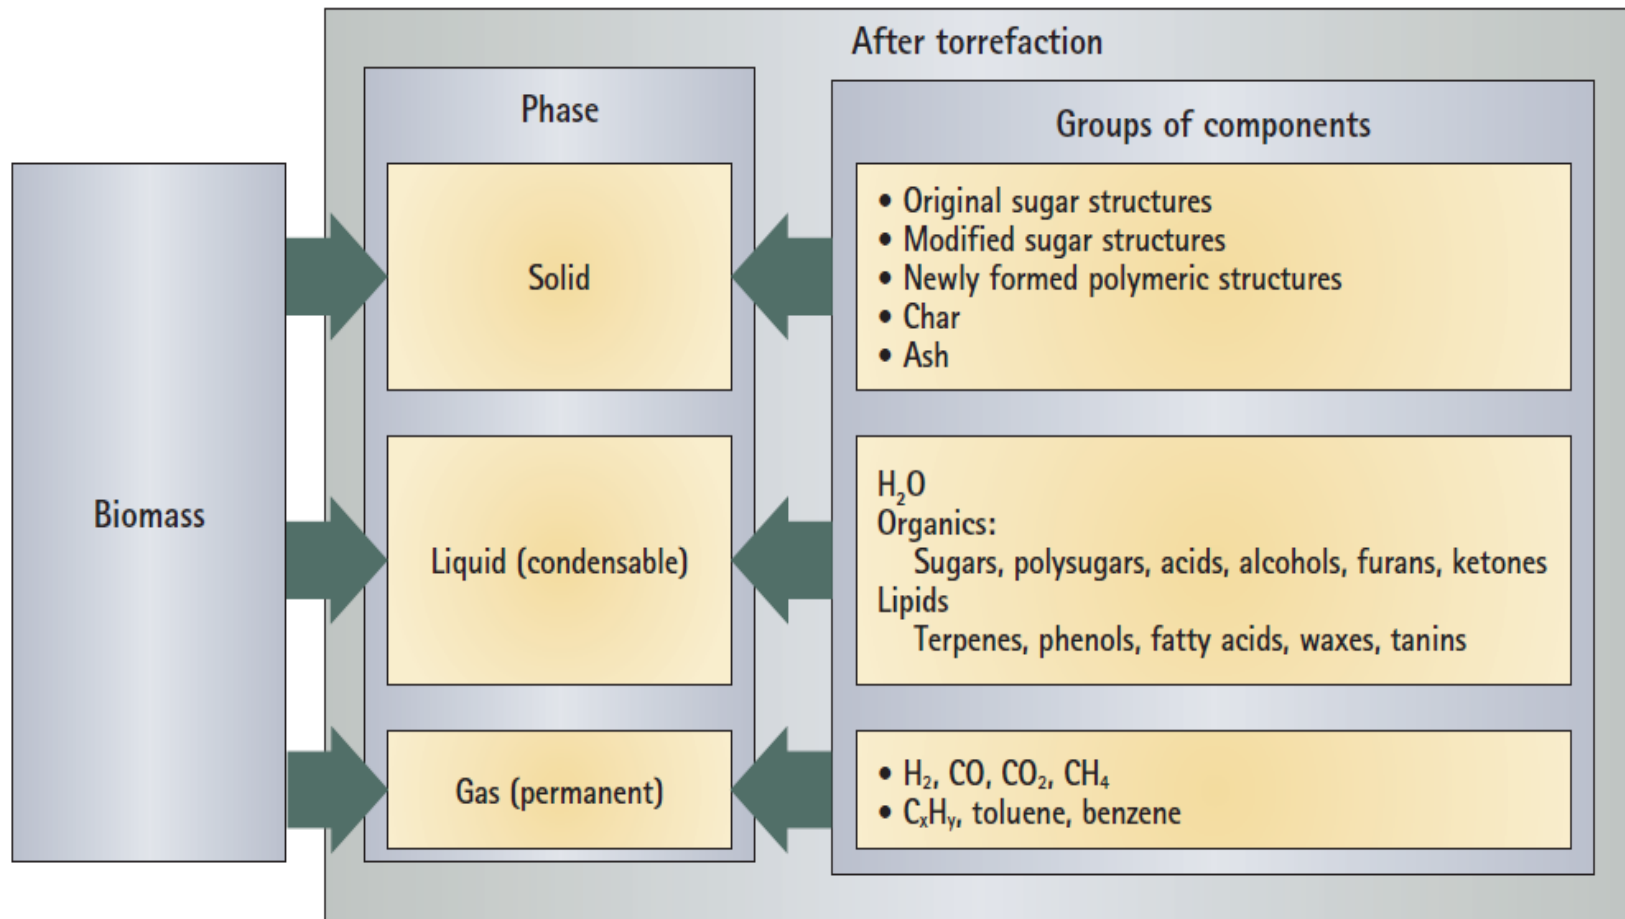 After torrefaction
Phase
Groups of components
Biomass
Solid
• Original sugar structures
• Modified sugar structures
• Newly formed polymeric structures
• Char
• Ash
Liquid (condensable)
H₂O
Organics:
Sugars, polysugars, acids, alcohols, furans, ketones
Lipids
Terpenes, phenols, fatty acids, waxes, tanins
Gas (permanent)
• H₂, CO, CO₂, CH₄
• CₓHᵧ, toluene, benzene